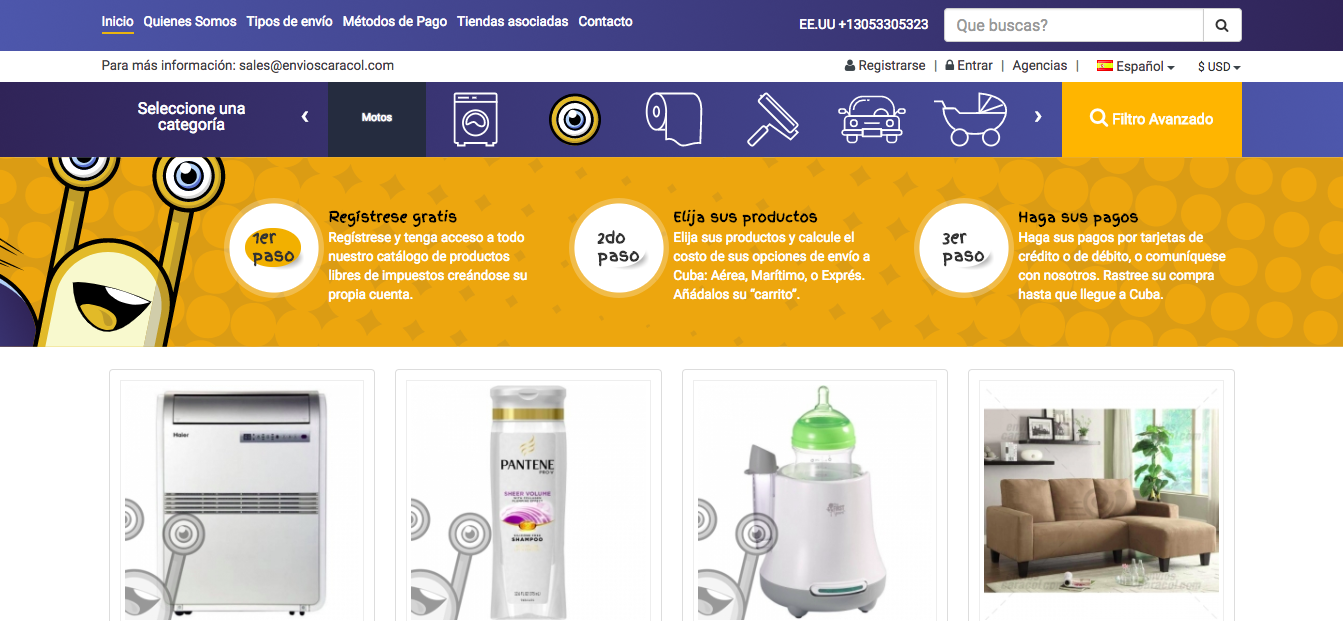 Inicio Quienes Somos Tipos de envío Métodos de Pago Tiendas asociadas Contacto EE.UU +13053305323 Que buscas?
Para más información: sales@envioscaracol.com Registrarse | Entrar | Agencias | Español $ USD
Seleccione una
categoría
Motos
Filtro Avanzado
1er
paso
Regístrese gratis
Regístrese y tenga acceso a todo
nuestro catálogo de productos
libres de impuestos creándose su
propia cuenta.
2do
paso
Elija sus productos
Elija sus productos y calcule el
costo de sus opciones de envío a
Cuba: Aérea, Marítimo, o Exprés.
Añádalos su “carrito”.
3er
paso
Haga sus pagos
Haga sus pagos por tarjetas de
crédito o de débito, o comuníquese
con nosotros. Rastree su compra
hasta que llegue a Cuba.
Haier
PANTENE
PRO-V
SHEER VOLUME
SHAMPOO